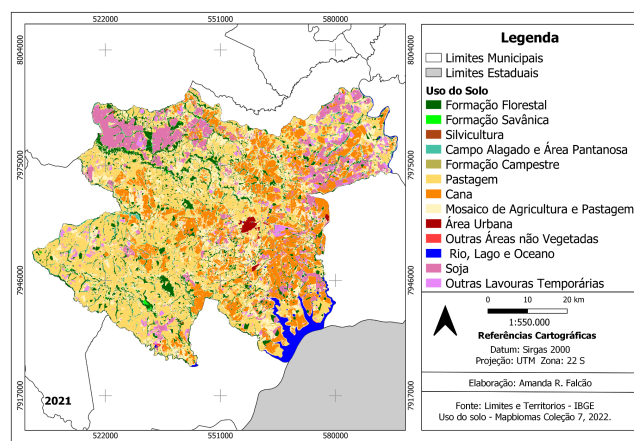 522000 551000 580000
8004000 8004000
7975000 7975000
7946000 7946000
7917000 7917000
2021
522000 551000 580000
Legenda
Limites Municipais
Limites Estaduais
Uso do Solo
Formação Florestal
Formação Savânica
Silvicultura
Campo Alagado e Área Pantanosa
Formação Campestre
Pastagem
Cana
Mosaico de Agricultura e Pastagem
Área Urbana
Outras Áreas não Vegetadas
Rio, Lago e Oceano
Soja
Outras Lavouras Temporárias
0 10 20 km
1:550.000
Referências Cartográficas
Datum: Sirgas 2000
Projeção: UTM Zona: 22 S
Elaboração: Amanda R. Falcão
Fonte: Limites e Territorios - IBGE
Uso do solo - Mapbiomas Coleção 7, 2022.